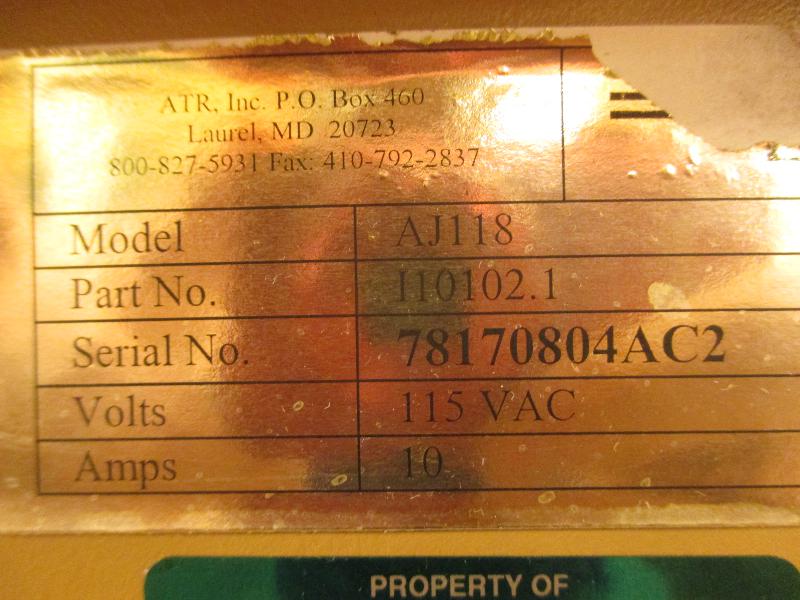 ATR, Inc. P.O. Box 460
Laurel, MD 20723
800-827-5931 Fax: 410-792-2837
Model AJ118
Part No. I10102.1
Serial No. 78170804AC2
Volts 115 VAC
Amps 10
PROPERTY OF